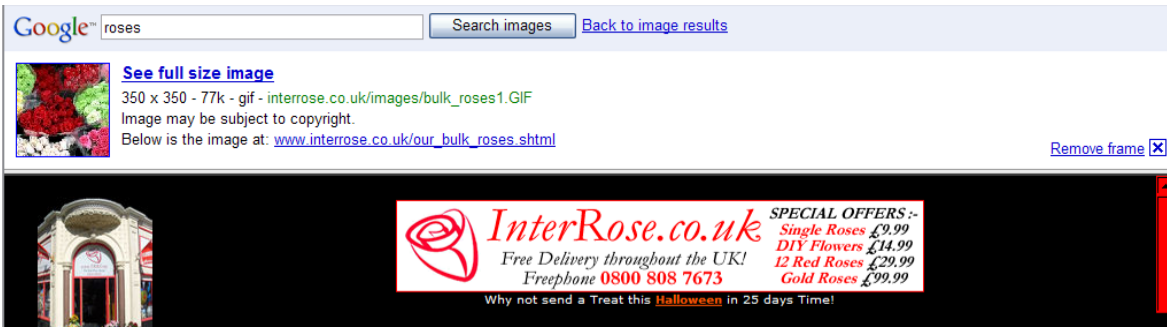 Google™ roses Search images Back to image results
See full size image
350 x 350 - 77k - gif - interrose.co.uk/images/bulk_roses1.GIF
Image may be subject to copyright.
Below is the image at: www.interrose.co.uk/our_bulk_roses.shtml
Remove frame
InterRose.co.uk
Free Delivery throughout the UK!
Freephone 0800 808 7673
SPECIAL OFFERS :-
Single Roses £9.99
DIY Flowers £14.99
12 Red Roses £29.99
Gold Roses £99.99
Why not send a Treat this Halloween in 25 days Time!